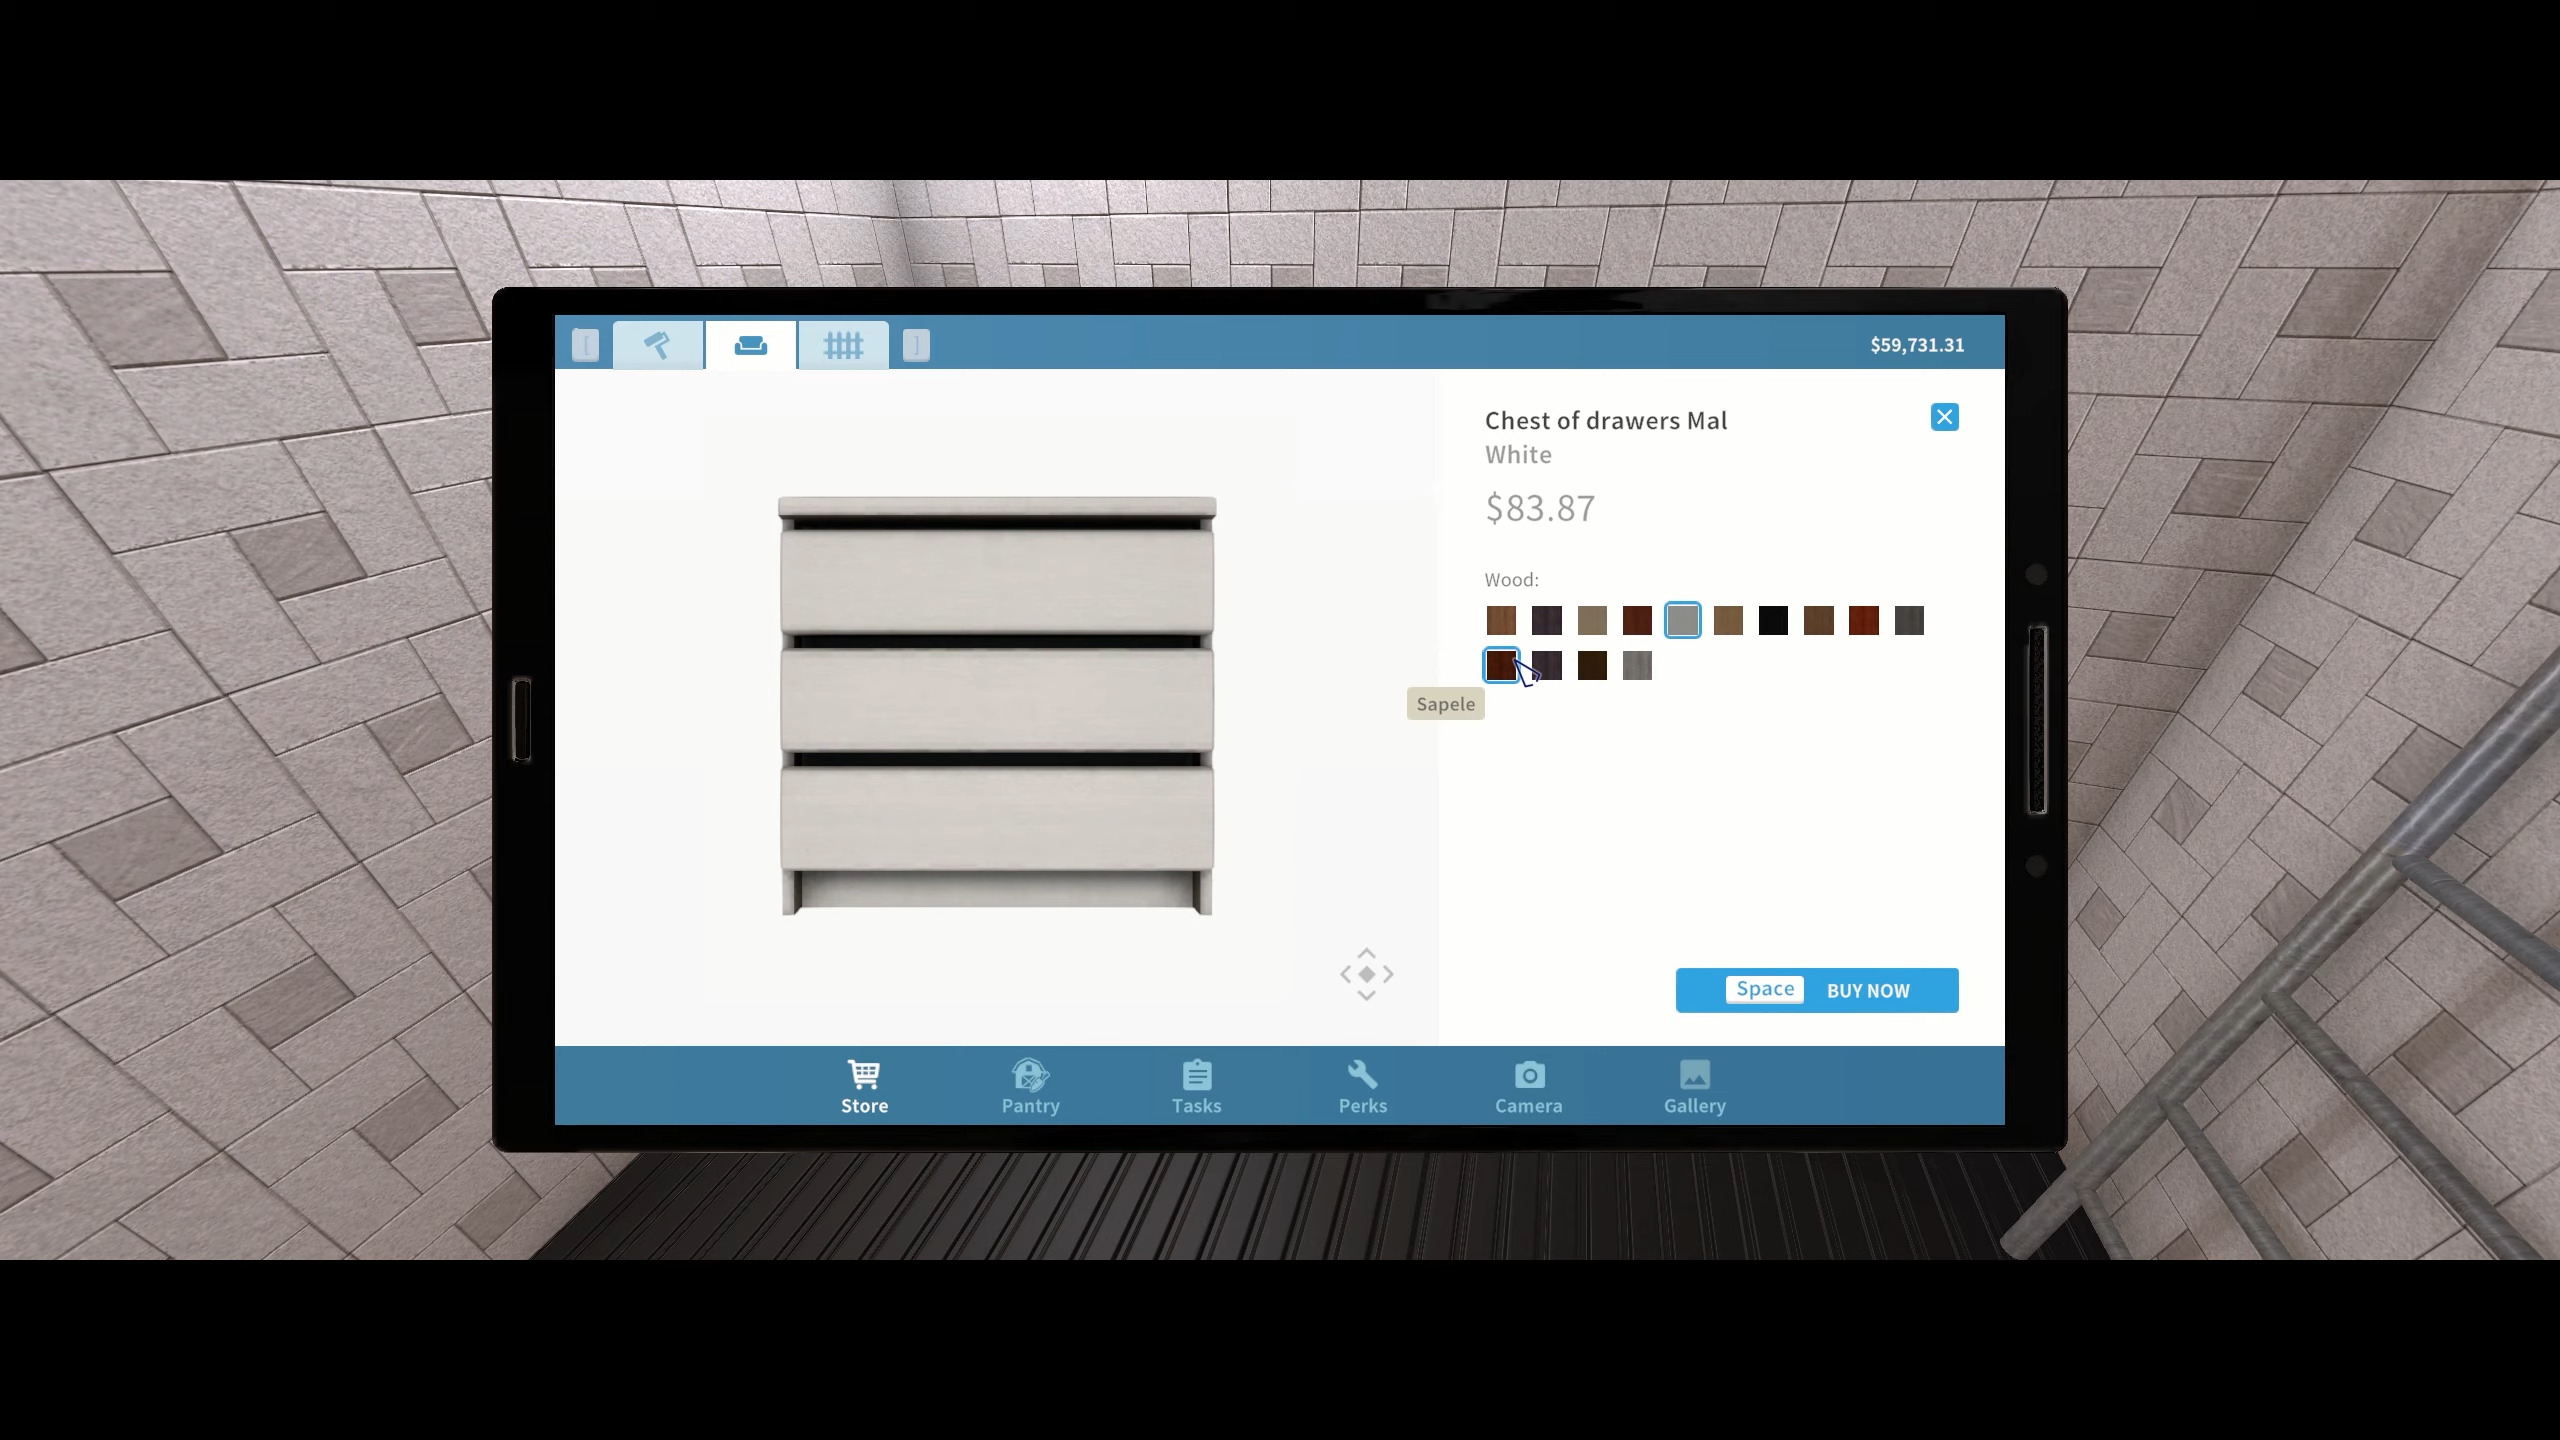 [
]
$59,731.31
Chest of drawers Mal
White
$83.87
Wood:
Sapele
Space BUY NOW
Store Pantry Tasks Perks Camera Gallery